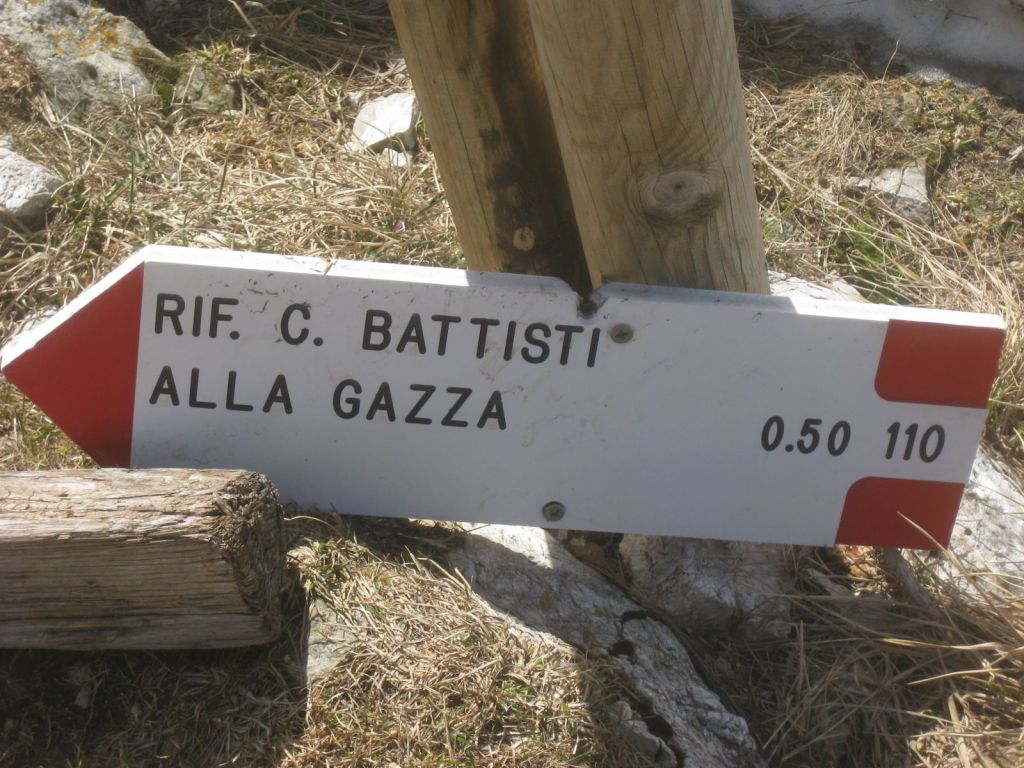 RIF. C. BATTISTI
ALLA GAZZA
0.50 110